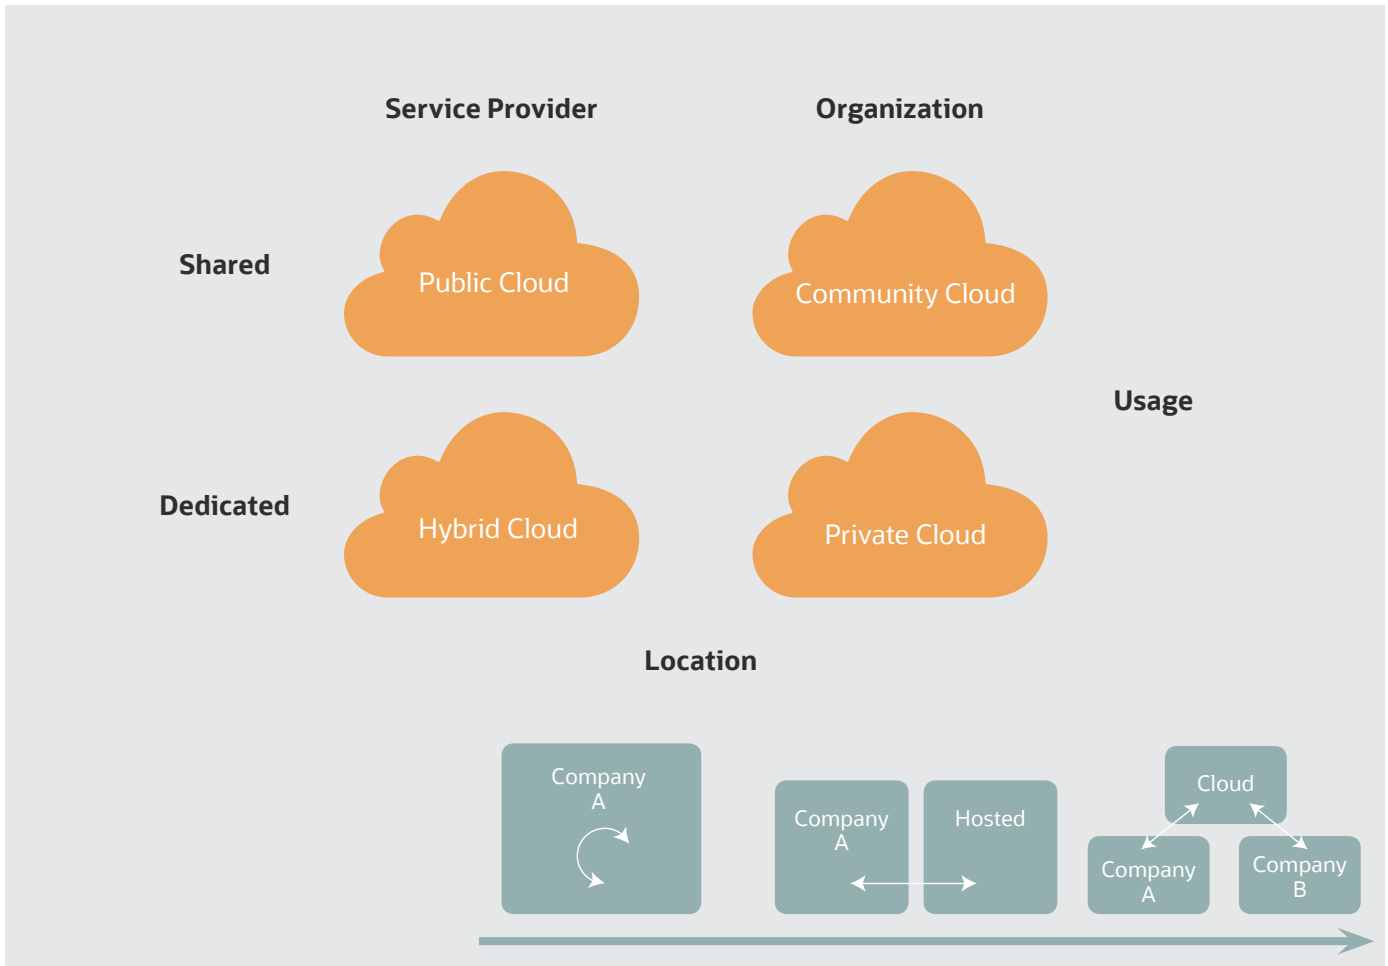 Service Provider
Organization
Shared
Public Cloud
Community Cloud
Usage
Dedicated
Hybrid Cloud
Private Cloud
Location
Company
A
Company
A
Hosted
Cloud
Company
A
Company
B